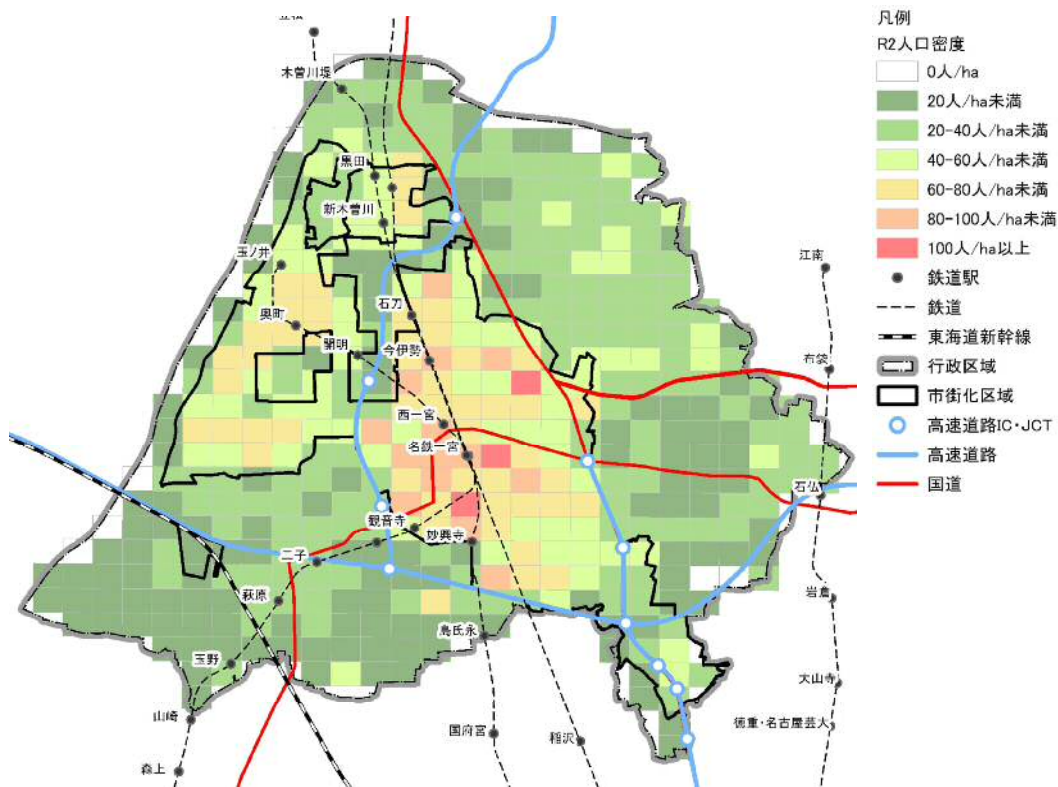 木曽川堤
黒田
新木曽川
玉ノ井
石刀
奥町
開明
今伊勢
西一宮
名鉄一宮
観音寺
妙興寺
二子
萩原
島氏永
玉野
山崎
国府宮
稲沢
森上
江南
布袋
石仏
岩倉
大山寺
徳重・名古屋芸大
凡例
R2人口密度
0人/ha
20人/ha未満
20-40人/ha未満
40-60人/ha未満
60-80人/ha未満
80-100人/ha未満
100人/ha以上
鉄道駅
鉄道
東海道新幹線
行政区域
市街化区域
高速道路IC・JCT
高速道路
国道